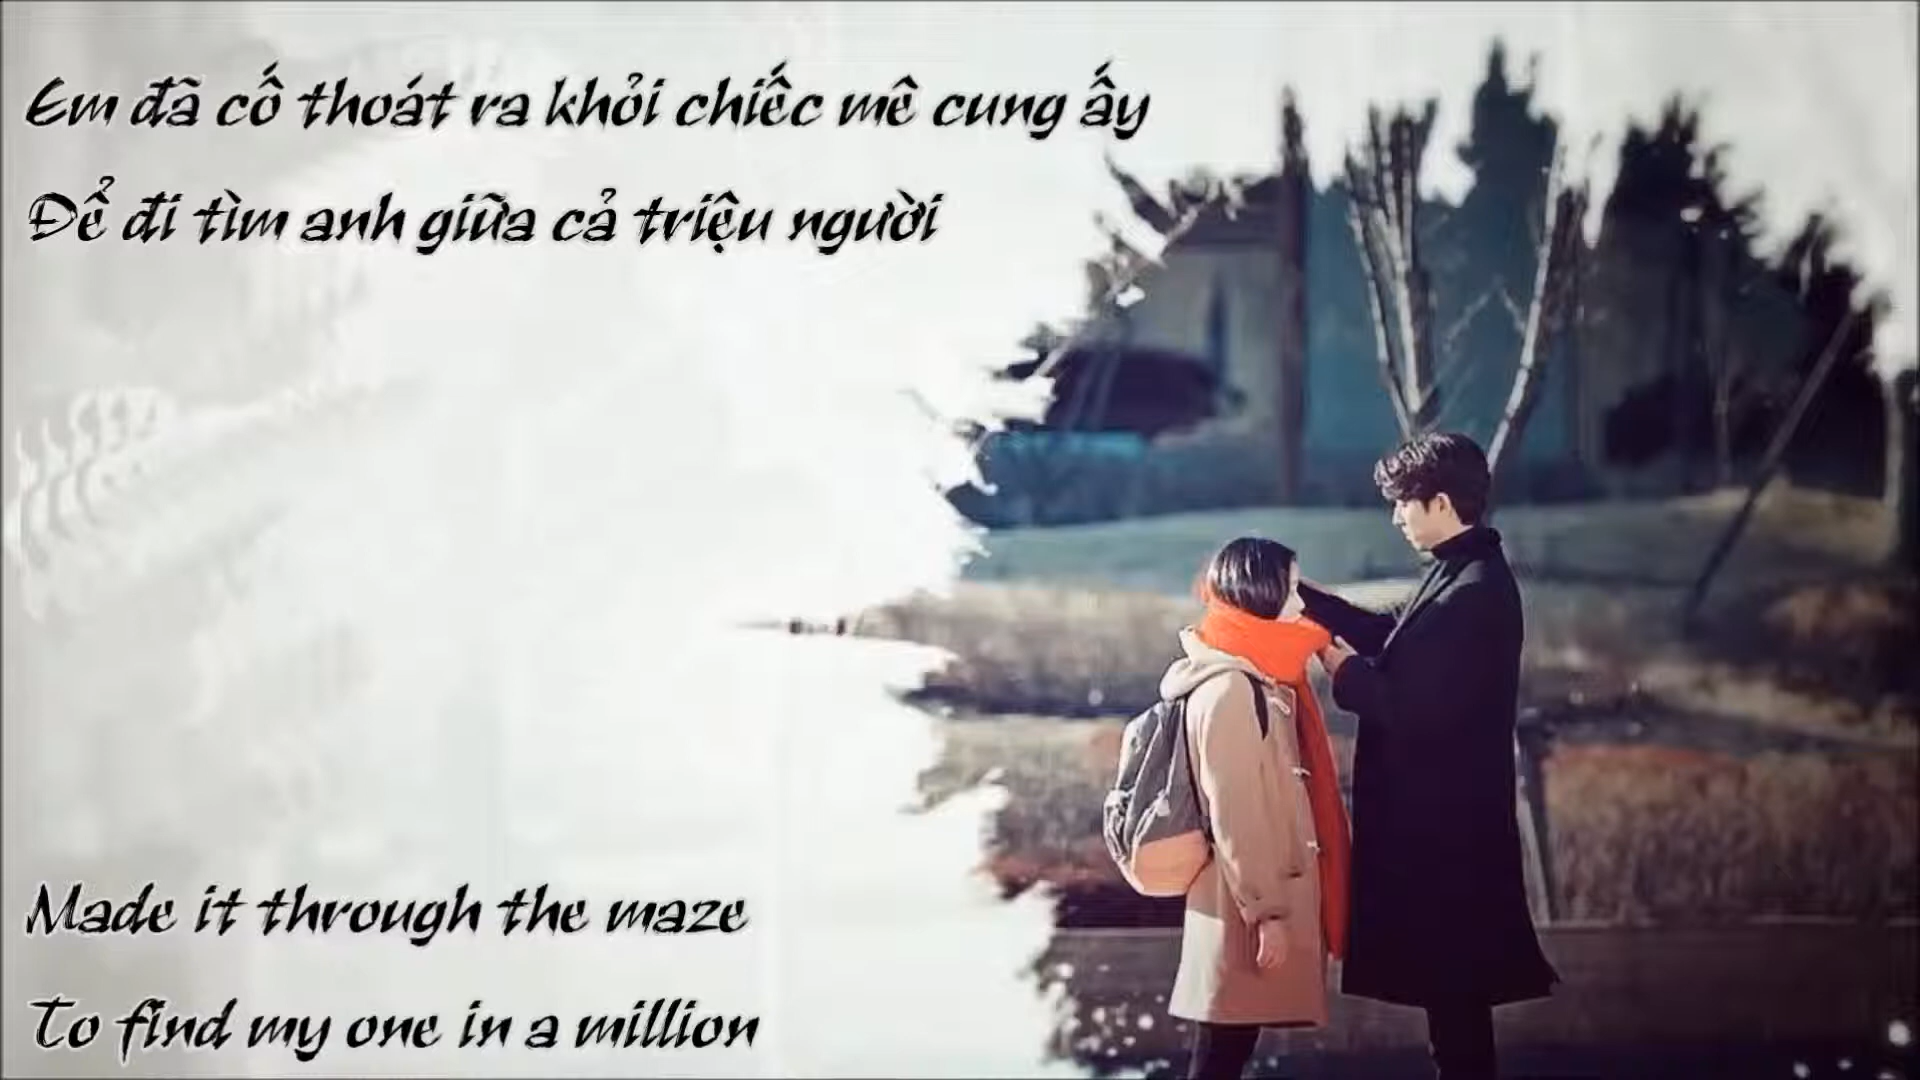 Em đã cố thoát ra khỏi chiếc mê cung ấy
Để đi tìm anh giữa cả triệu người
Made it through the maze
To find my one in a million